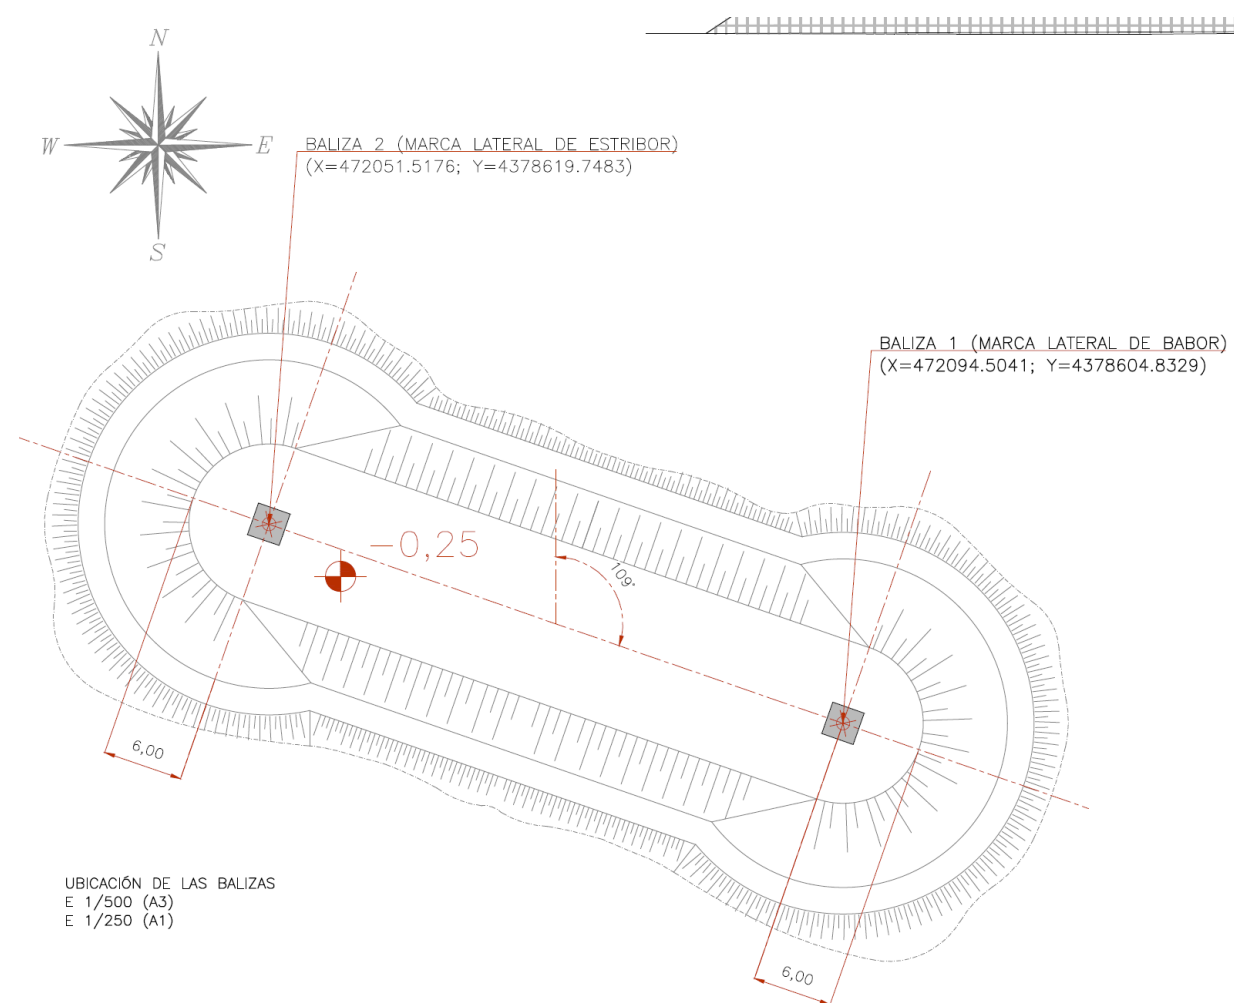 N
W
E
S
BALIZA 2 (MARCA LATERAL DE ESTRIBOR)
(X=472051.5176; Y=4378619.7483)
BALIZA 1 (MARCA LATERAL DE BABOR)
(X=472094.5041; Y=4378604.8329)
-0,25
109°
6,00
6,00
UBICACIÓN DE LAS BALIZAS
E 1/500 (A3)
E 1/250 (A1)